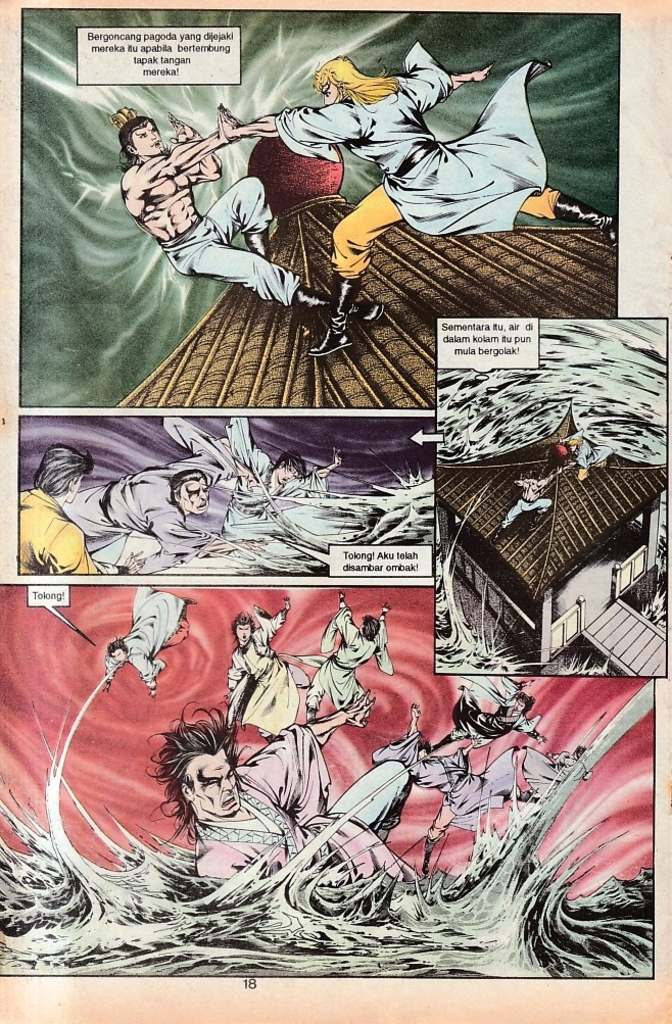 Bergoncang pagoda yang dijejaki
mereka itu apabila bertembung
tapak tangan
mereka!
Sementara itu, air di
dalam kolam itu pun
mula bergolak!
Tolong! Aku telah
disambar ombak!
Tolong!
18